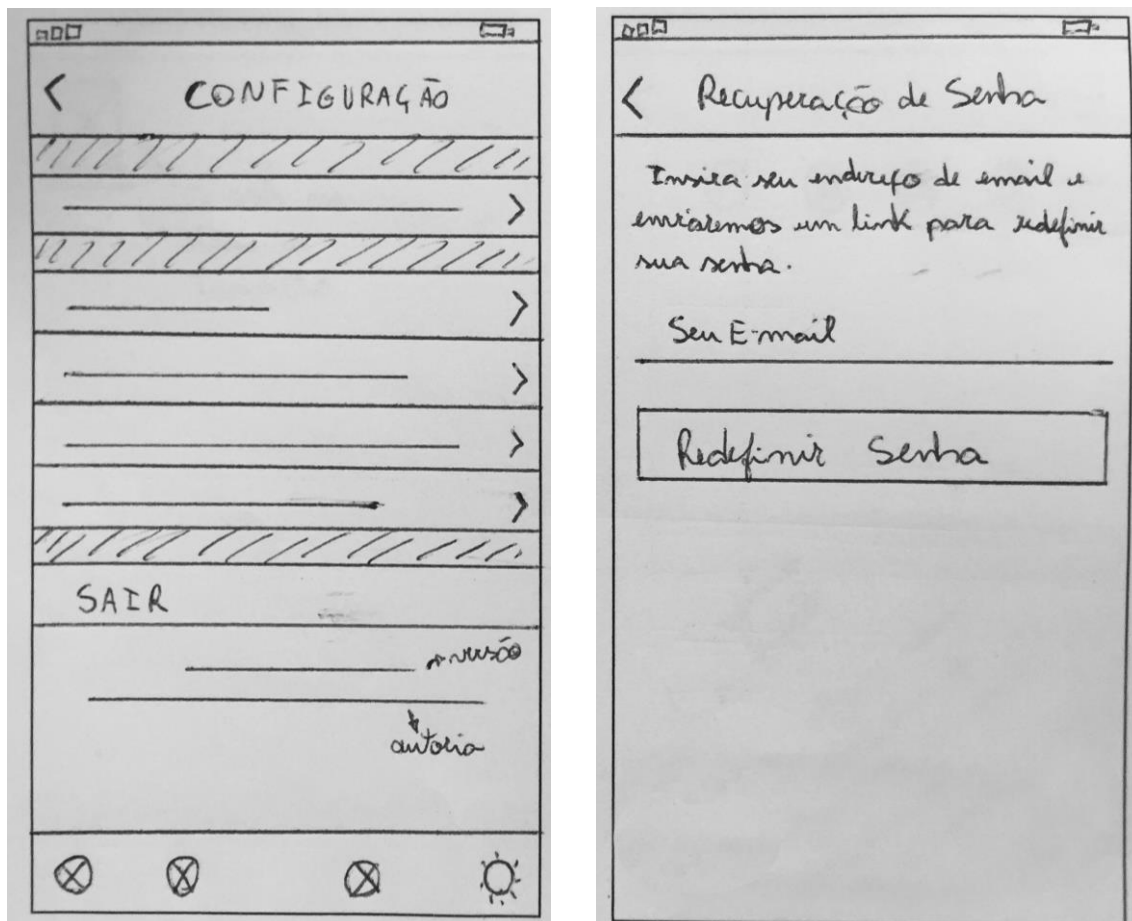 CONFIGURAÇÃO
SAIR
versão
autoria
Recuperação de Senha
Insira seu endereço de email e
enviaremos um link para redefinir
sua senha.
Seu E-mail
Redefinir Senha